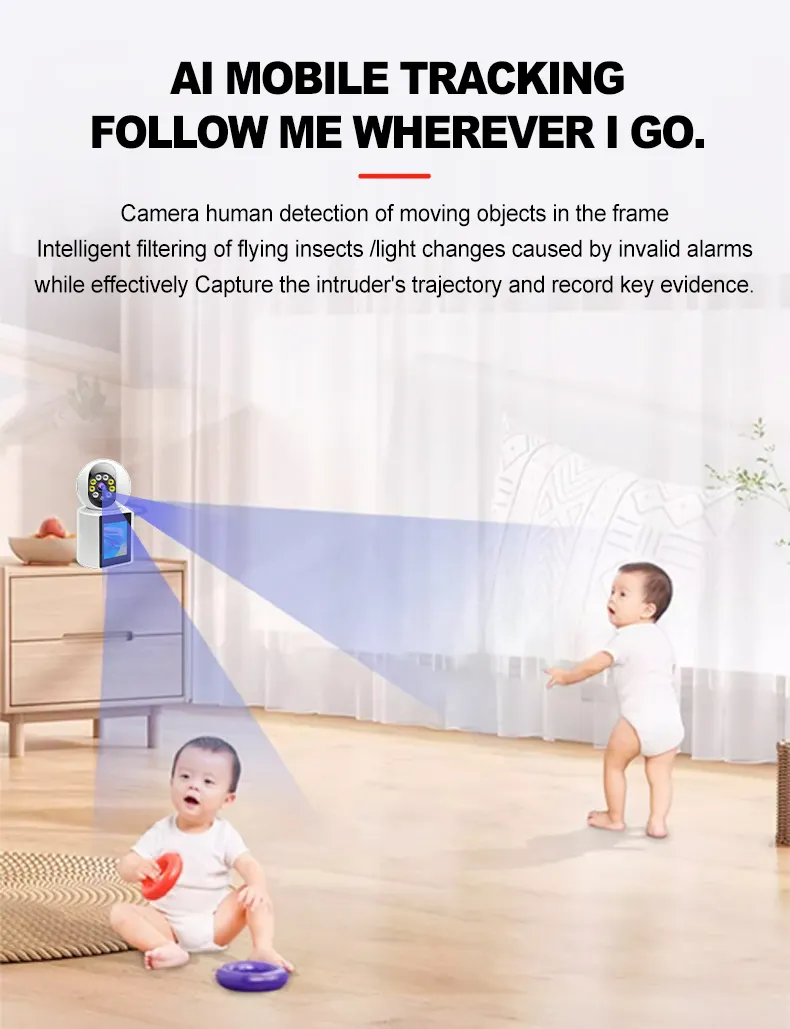 AI MOBILE TRACKING
FOLLOW ME WHEREVER I GO.
Camera human detection of moving objects in the frame
Intelligent filtering of flying insects /light changes caused by invalid alarms
while effectively Capture the intruder's trajectory and record key evidence.